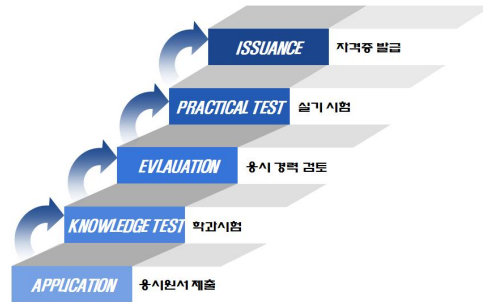 ISSUANCE 자격증 발급
PRACTICAL TEST 실기 시험
EVLAUATION 응시 경력 검토
KNOWLEDGE TEST 학과시험
APPLICATION 응시원서 제출